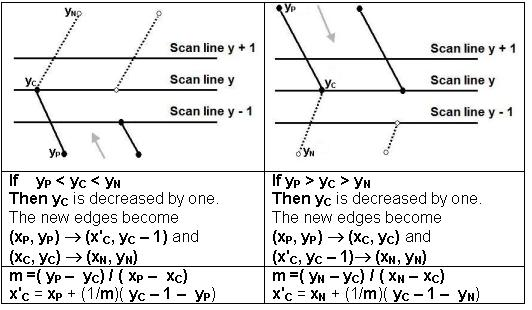 yN
Scan line y + 1
yC
Scan line y
Scan line y - 1
yP
If yP < yC < yN
Then yC is decreased by one.
The new edges become
(xP, yP) → (x'C, yC – 1) and
(xC, yC) → (xN, yN)
m =( yP – yC) / ( xP – xC)
x'C = xP + (1/m)( yC – 1 – yP)
yP
Scan line y + 1
yC
Scan line y
Scan line y - 1
yN
If yP > yC > yN
Then yC is decreased by one.
The new edges become
(xP, yP) → (xC, yC) and
(x'C, yC – 1)→ (xN, yN)
m =( yN – yC) / ( xN – xC)
x'C = xN + (1/m)( yC – 1 – yN)